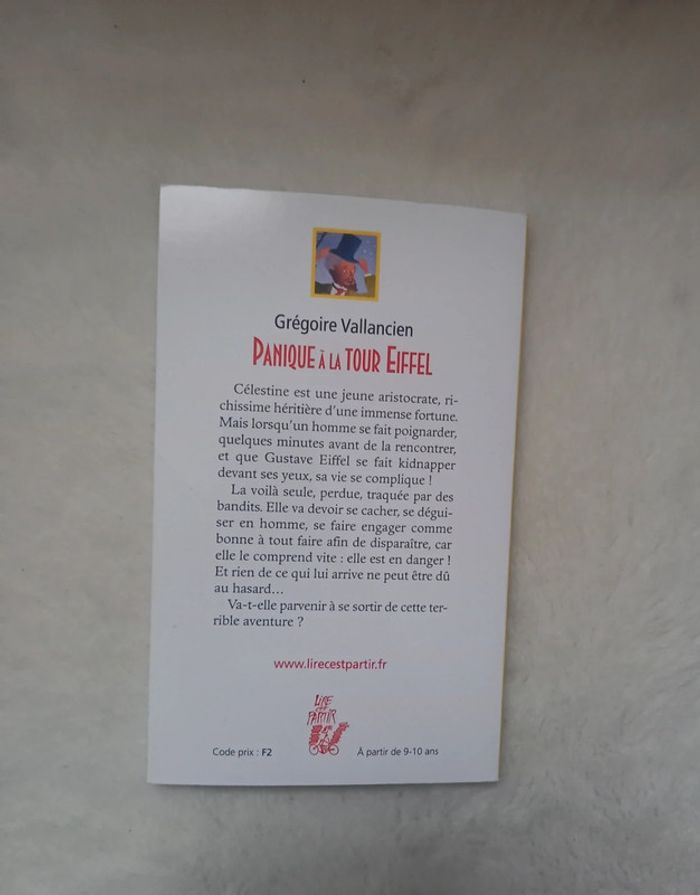 Grégoire Vallancien
PANIQUE À LA TOUR EIFFEL
Célestine est une jeune aristocrate, ri-
chissime héritière d'une immense fortune.
Mais lorsqu'un homme se fait poignarder,
quelques minutes avant de la rencontrer,
et que Gustave Eiffel se fait kidnapper
devant ses yeux, sa vie se complique !
La voilà seule, perdue, traquée par des
bandits. Elle va devoir se cacher, se dégui-
ser en homme, se faire engager comme
bonne à tout faire afin de disparaître, car
elle le comprend vite : elle est en danger !
Et rien de ce qui lui arrive ne peut être dû
au hasard...
Va-t-elle parvenir à se sortir de cette ter-
rible aventure ?
www.lirecestpartir.fr
LIRE
C'EST
PARTIR
Code prix : F2 À partir de 9-10 ans